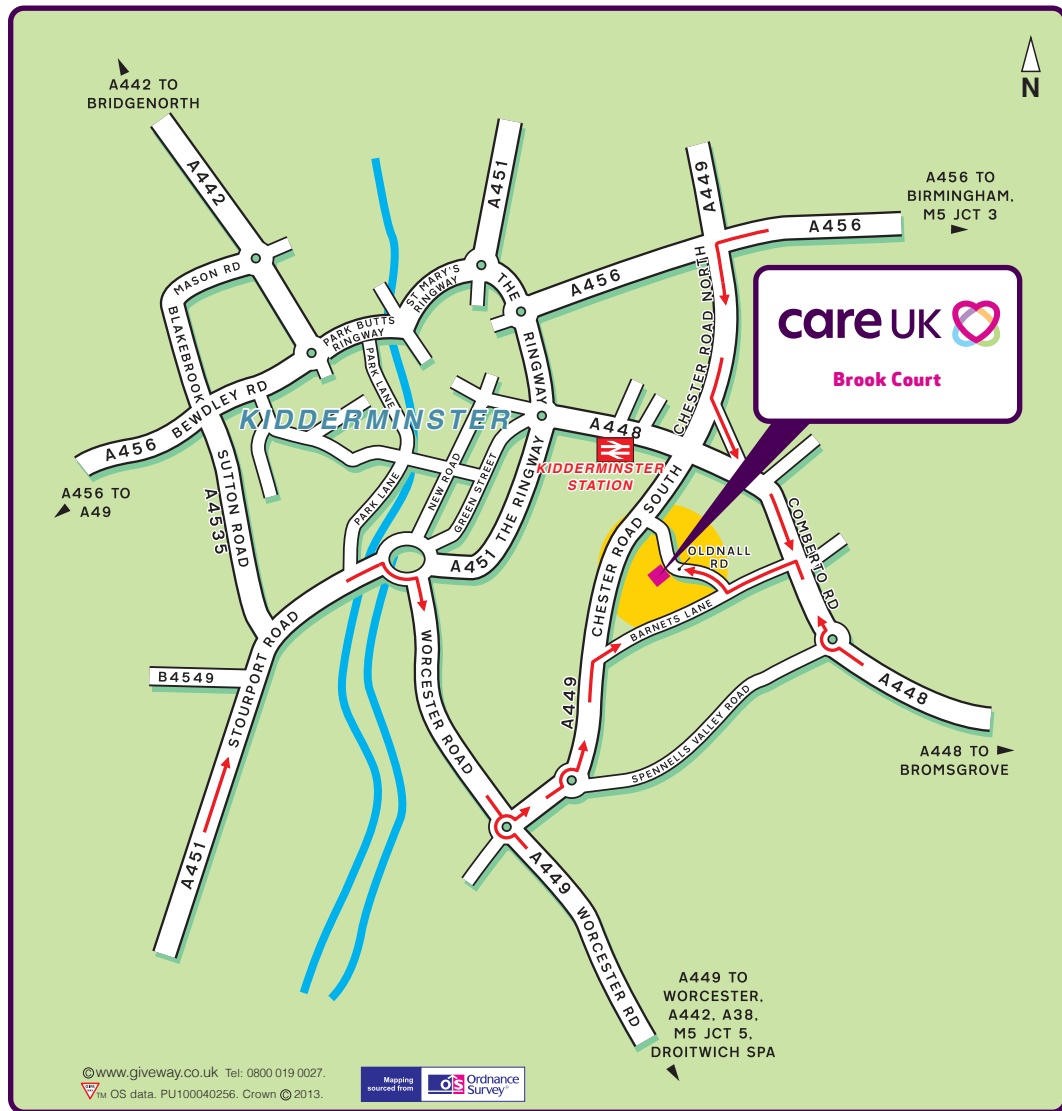 N
A442 TO
BRIDGENORTH
A442
A451
A449
A456 TO
BIRMINGHAM,
M5 JCT 3
A456
A456
MASON RD
ST MARY'S
RINGWAY
THE RINGWAY
BLAKEBROOK
PARK BUTTS
RINGWAY
PARK LANE
CHESTER ROAD NORTH
care UK
Brook Court
BEWDLEY RD
KIDDERMINSTER
A448
A456
KIDDERMINSTER
STATION
A456 TO
A49
SUTTON ROAD
A4535
PARK LANE
NEW ROAD
GREEN STREET
A451 THE RINGWAY
CHESTER ROAD SOUTH
COMBERTO RD
OLDNALL
RD
BARNETS LANE
STOURPORT ROAD
B4549
WORCESTER ROAD
A449
SPENNELLS VALLEY ROAD
A448
A448 TO
BROMSGROVE
A451
A449 WORCESTER RD
A449 TO
WORCESTER,
A442, A38,
M5 JCT 5,
DROITWICH SPA
©www.giveway.co.uk Tel: 0800 019 0027.
TM OS data. PU100040256. Crown © 2013.
Mapping
sourced from
OS Ordnance
Survey®